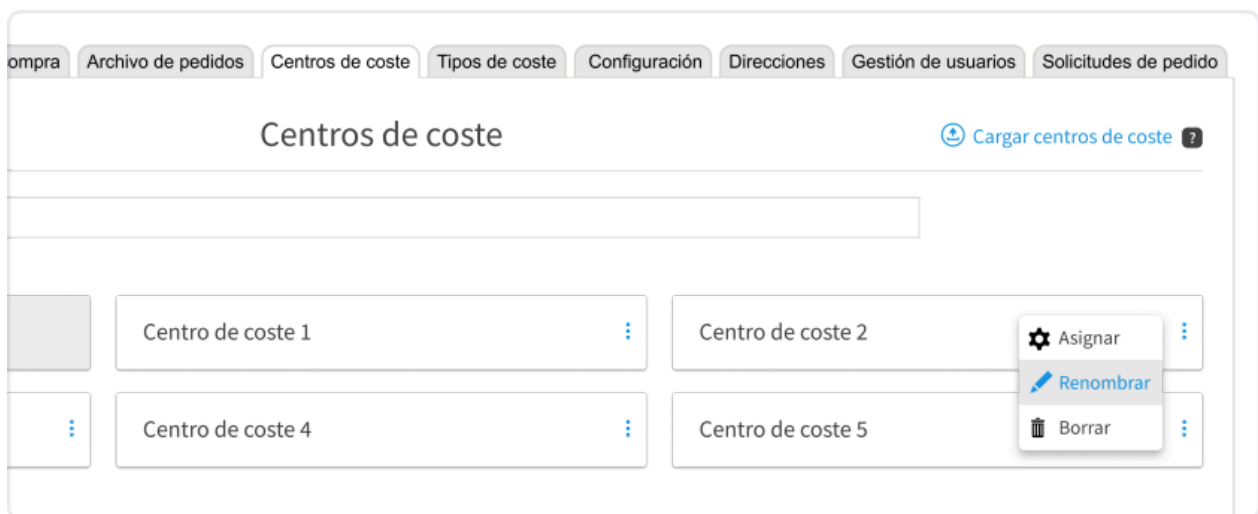 ompra Archivo de pedidos Centros de coste Tipos de coste Configuración Direcciones Gestión de usuarios Solicitudes de pedido
Centros de coste
Cargar centros de coste ?
Centro de coste 1
Centro de coste 2
Asignar
Renombrar
Borrar
Centro de coste 4
Centro de coste 5